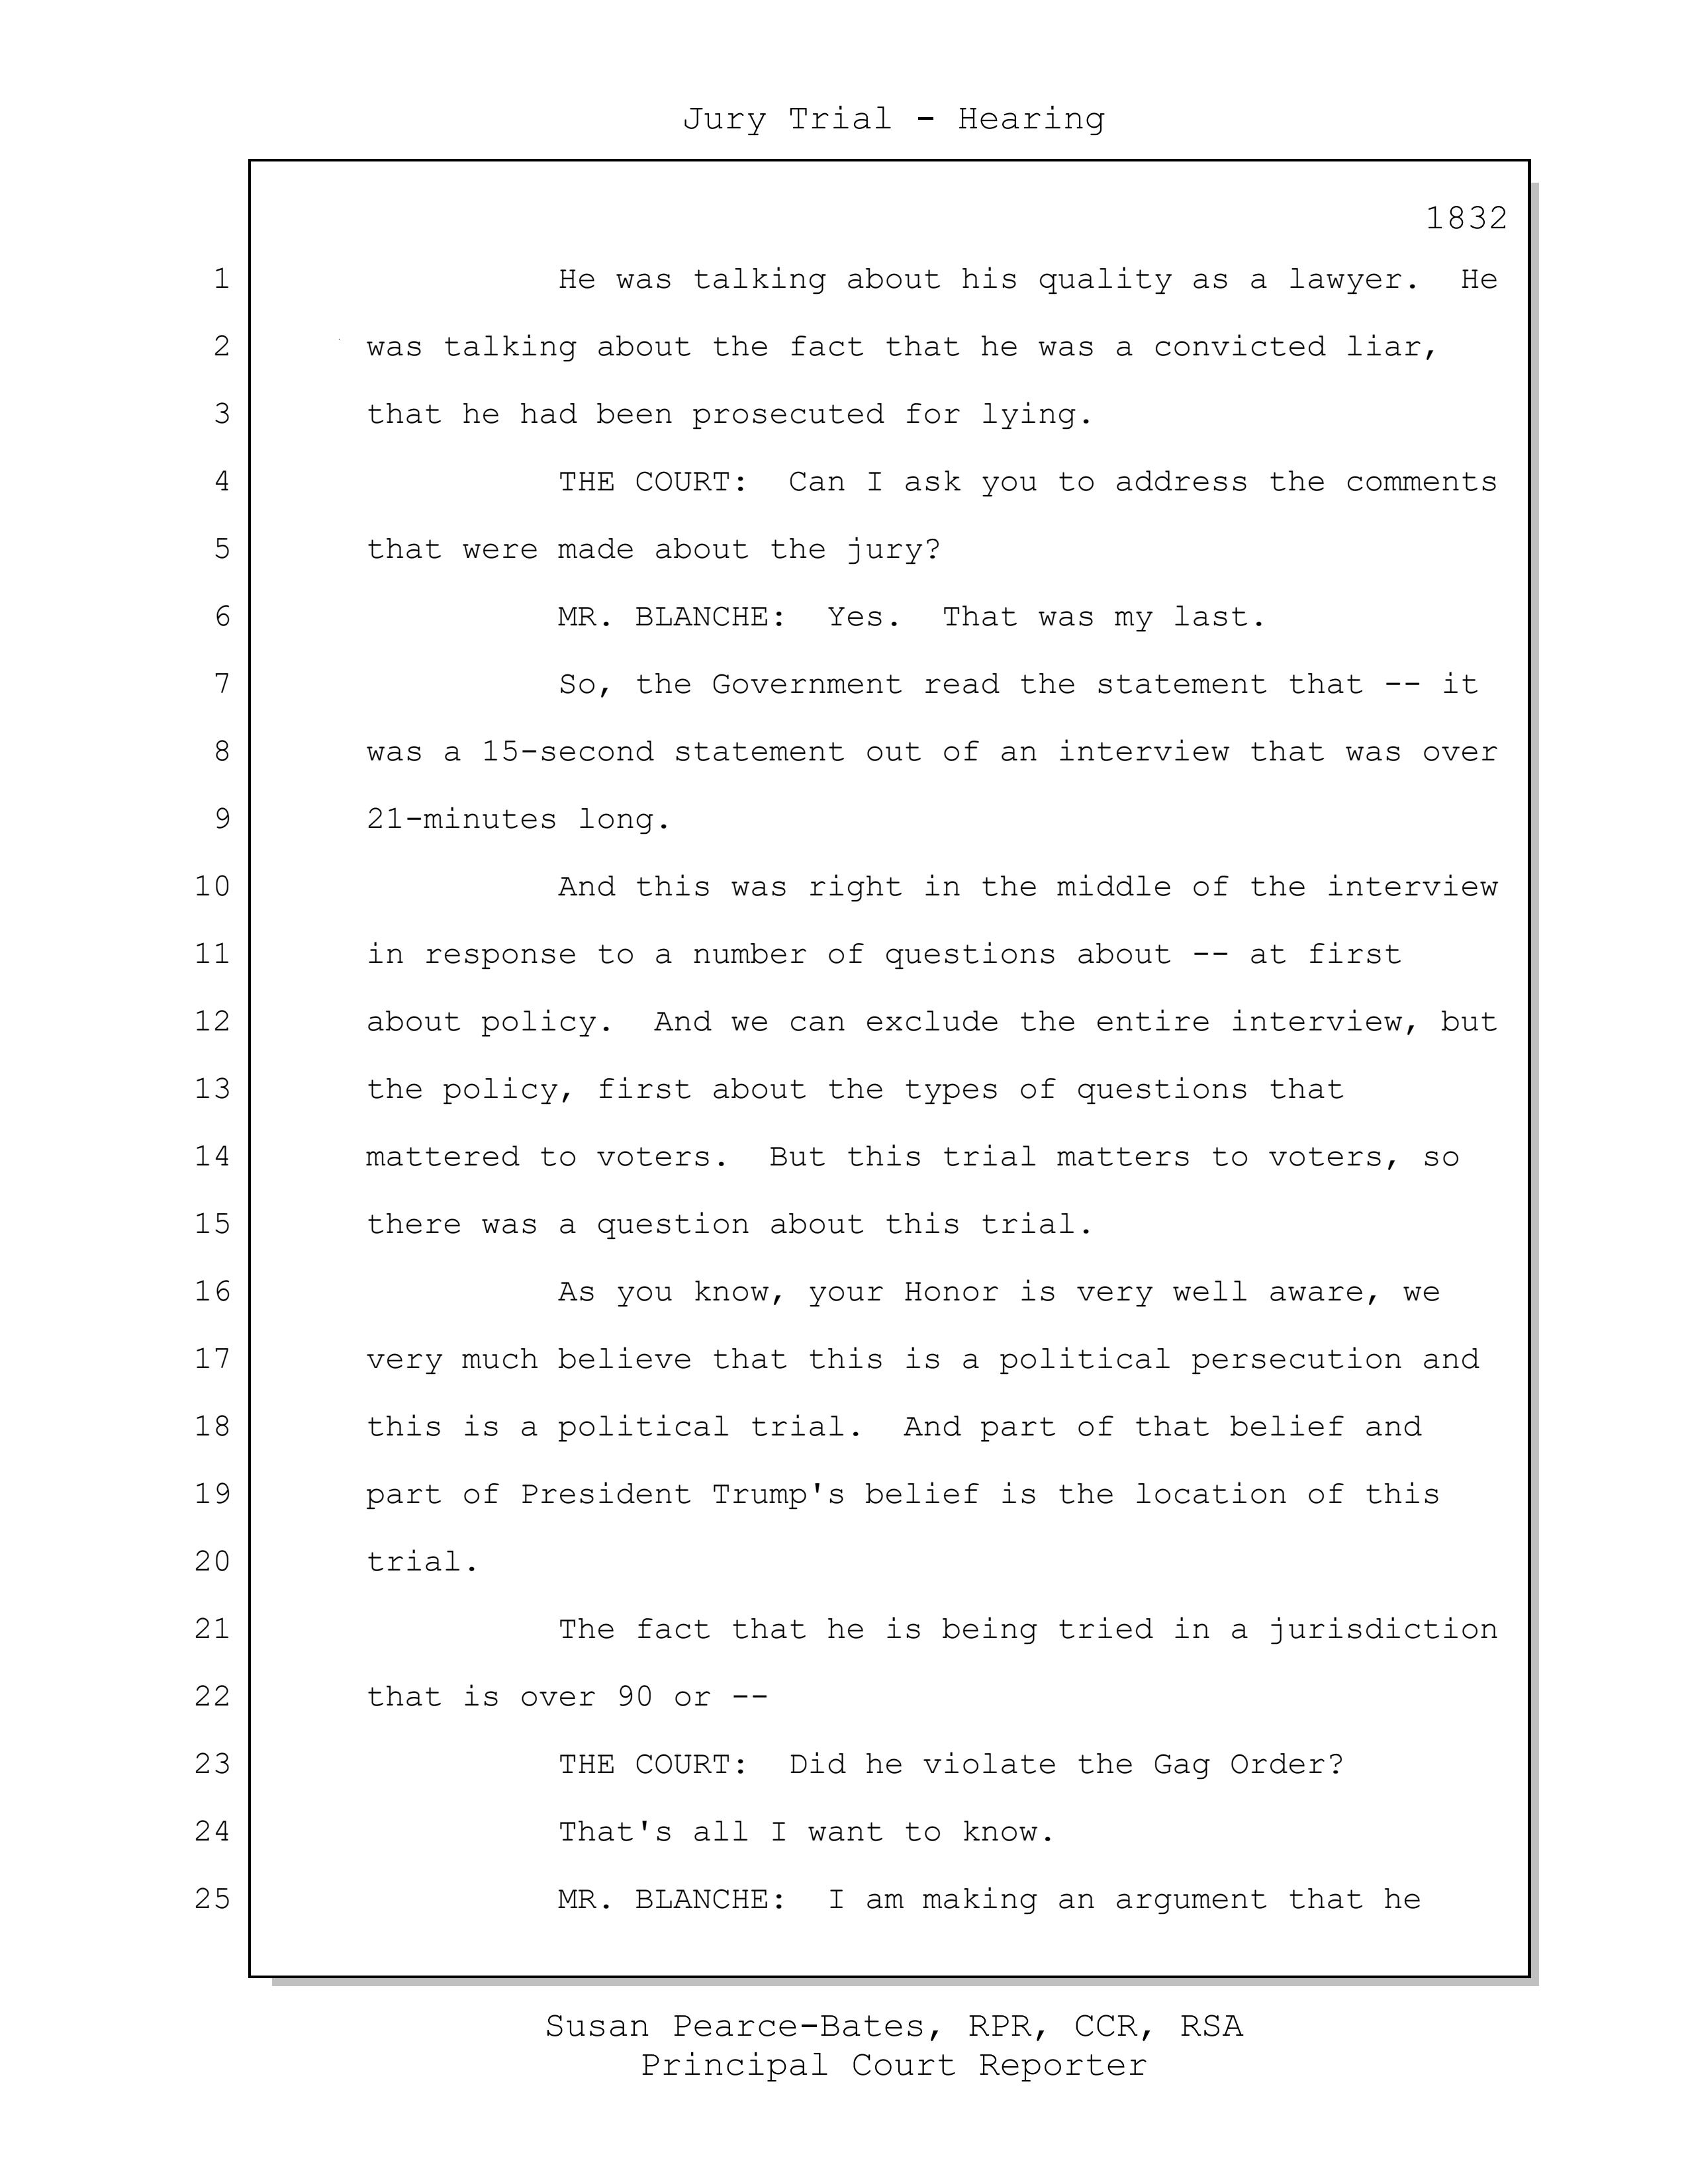 Jury Trial - Hearing
1832
1 He was talking about his quality as a lawyer. He
2 was talking about the fact that he was a convicted liar,
3 that he had been prosecuted for lying.
4 THE COURT: Can I ask you to address the comments
5 that were made about the jury?
6 MR. BLANCHE: Yes. That was my last.
7 So, the Government read the statement that -- it
8 was a 15-second statement out of an interview that was over
9 21-minutes long.
10 And this was right in the middle of the interview
11 in response to a number of questions about -- at first
12 about policy. And we can exclude the entire interview, but
13 the policy, first about the types of questions that
14 mattered to voters. But this trial matters to voters, so
15 there was a question about this trial.
16 As you know, your Honor is very well aware, we
17 very much believe that this is a political persecution and
18 this is a political trial. And part of that belief and
19 part of President Trump's belief is the location of this
20 trial.
21 The fact that he is being tried in a jurisdiction
22 that is over 90 or --
23 THE COURT: Did he violate the Gag Order?
24 That's all I want to know.
25 MR. BLANCHE: I am making an argument that he
Susan Pearce-Bates, RPR, CCR, RSA
Principal Court Reporter